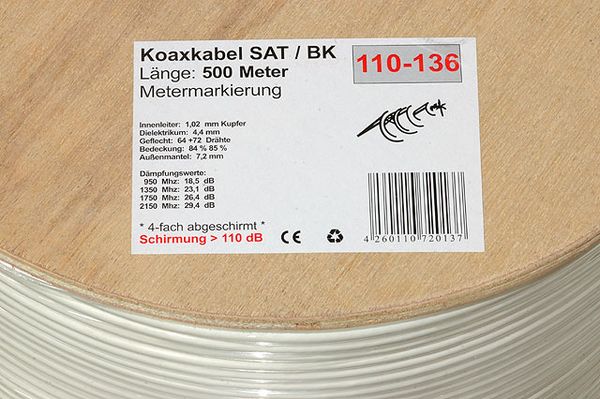 Koaxkabel SAT / BK
110-136
Länge: 500 Meter
Metermarkierung
Innenleiter: 1,02 mm Kupfer
Dielektrikum: 4,4 mm
Geflecht: 64 +72 Drähte
Bedeckung: 84 % 85 %
Außenmantel: 7,2 mm
Dämpfungswerte:
950 Mhz: 18,5 dB
1350 Mhz: 23,1 dB
1750 Mhz: 26,4 dB
2150 Mhz: 29,4 dB
* 4-fach abgeschirmt *
Schirmung > 110 dB
CE
4 260110 720137